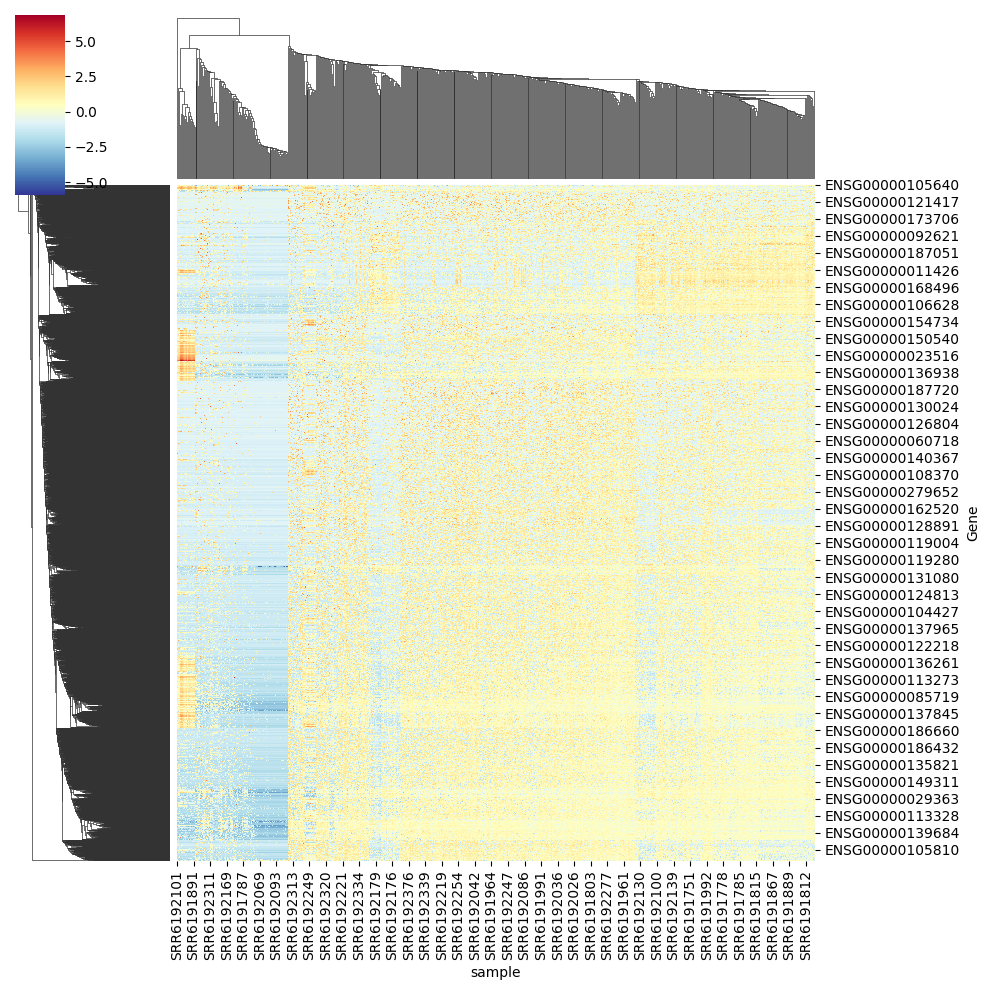 5.0
2.5
0.0
−2.5
−5.0
ENSG00000105640
ENSG00000121417
ENSG00000173706
ENSG00000092621
ENSG00000187051
ENSG00000011426
ENSG00000168496
ENSG00000106628
ENSG00000154734
ENSG00000150540
ENSG00000023516
ENSG00000136938
ENSG00000187720
ENSG00000130024
ENSG00000126804
ENSG00000060718
ENSG00000140367
ENSG00000108370
ENSG00000279652
ENSG00000162520
ENSG00000128891
ENSG00000119004
ENSG00000119280
ENSG00000131080
ENSG00000124813
ENSG00000104427
ENSG00000137965
ENSG00000122218
ENSG00000136261
ENSG00000113273
ENSG00000085719
ENSG00000137845
ENSG00000186660
ENSG00000186432
ENSG00000135821
ENSG00000149311
ENSG00000029363
ENSG00000113328
ENSG00000139684
ENSG00000105810
Gene
SRR6192101
SRR6191891
SRR6192311
SRR6192169
SRR6191787
SRR6192069
SRR6192093
SRR6192313
SRR6192249
SRR6192320
SRR6192221
SRR6192334
SRR6192179
SRR6192176
SRR6192376
SRR6192339
SRR6192219
SRR6192254
SRR6192042
SRR6191964
SRR6192247
SRR6192086
SRR6191991
SRR6192036
SRR6192026
SRR6191803
SRR6192277
SRR6191961
SRR6192130
SRR6192100
SRR6192139
SRR6191751
SRR6191992
SRR6191778
SRR6191785
SRR6191815
SRR6191867
SRR6191889
SRR6191812
sample